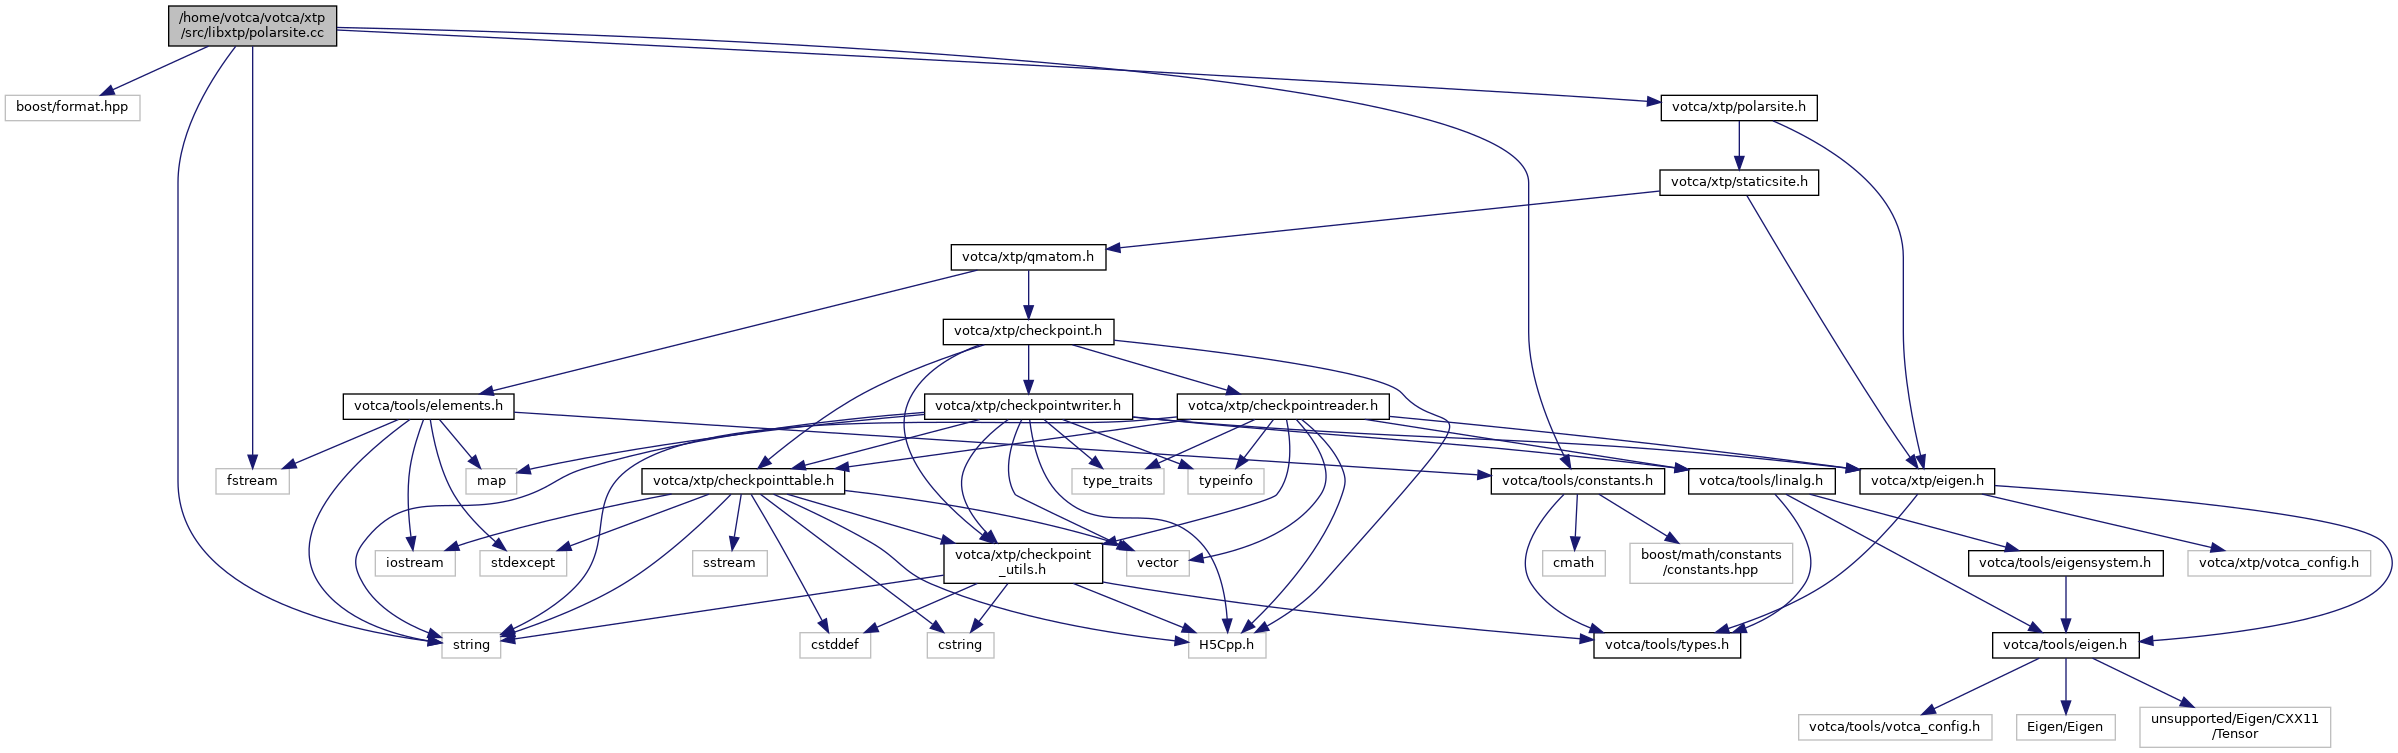 /home/votca/votca/xtp
/src/libxtp/polarsite.cc
boost/format.hpp
votca/xtp/polarsite.h
votca/xtp/staticsite.h
votca/xtp/qmatom.h
votca/xtp/checkpoint.h
votca/tools/elements.h
votca/xtp/checkpointwriter.h
votca/xtp/checkpointreader.h
fstream
map
votca/xtp/checkpointtable.h
type_traits
typeinfo
votca/tools/constants.h
votca/tools/linalg.h
votca/xtp/eigen.h
iostream
stdexcept
sstream
votca/xtp/checkpoint
_utils.h
vector
cmath
boost/math/constants
/constants.hpp
votca/tools/eigensystem.h
votca/xtp/votca_config.h
string
cstddef
cstring
H5Cpp.h
votca/tools/types.h
votca/tools/eigen.h
votca/tools/votca_config.h
Eigen/Eigen
unsupported/Eigen/CXX11
/Tensor